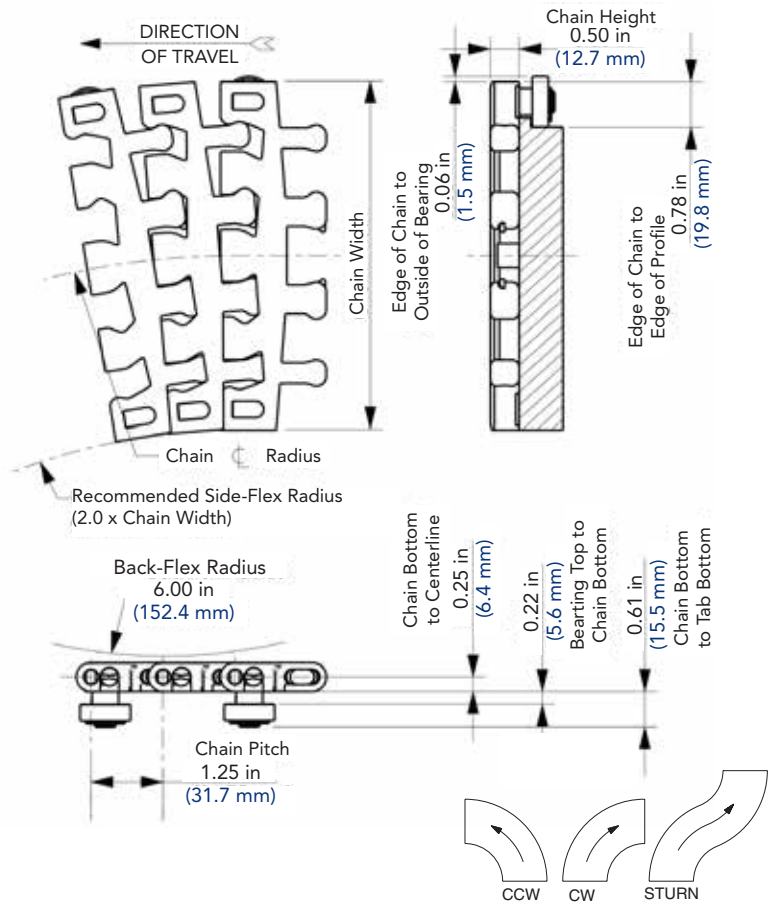 DIRECTION
OF TRAVEL
Chain Height
0.50 in
(12.7 mm)
Chain Width
Edge of Chain to
Outside of Bearing
0.06 in
(1.5 mm)
Edge of Chain to
Edge of Profile
0.78 in
(19.8 mm)
Chain ℄ Radius
Recommended Side-Flex Radius
(2.0 x Chain Width)
Back-Flex Radius
6.00 in
(152.4 mm)
Chain Bottom
to Centerline
0.25 in
(6.4 mm)
0.22 in
(5.6 mm)
Bearting Top to
Chain Bottom
0.61 in
(15.5 mm)
Chain Bottom
to Tab Bottom
Chain Pitch
1.25 in
(31.7 mm)
CCW
CW
STURN